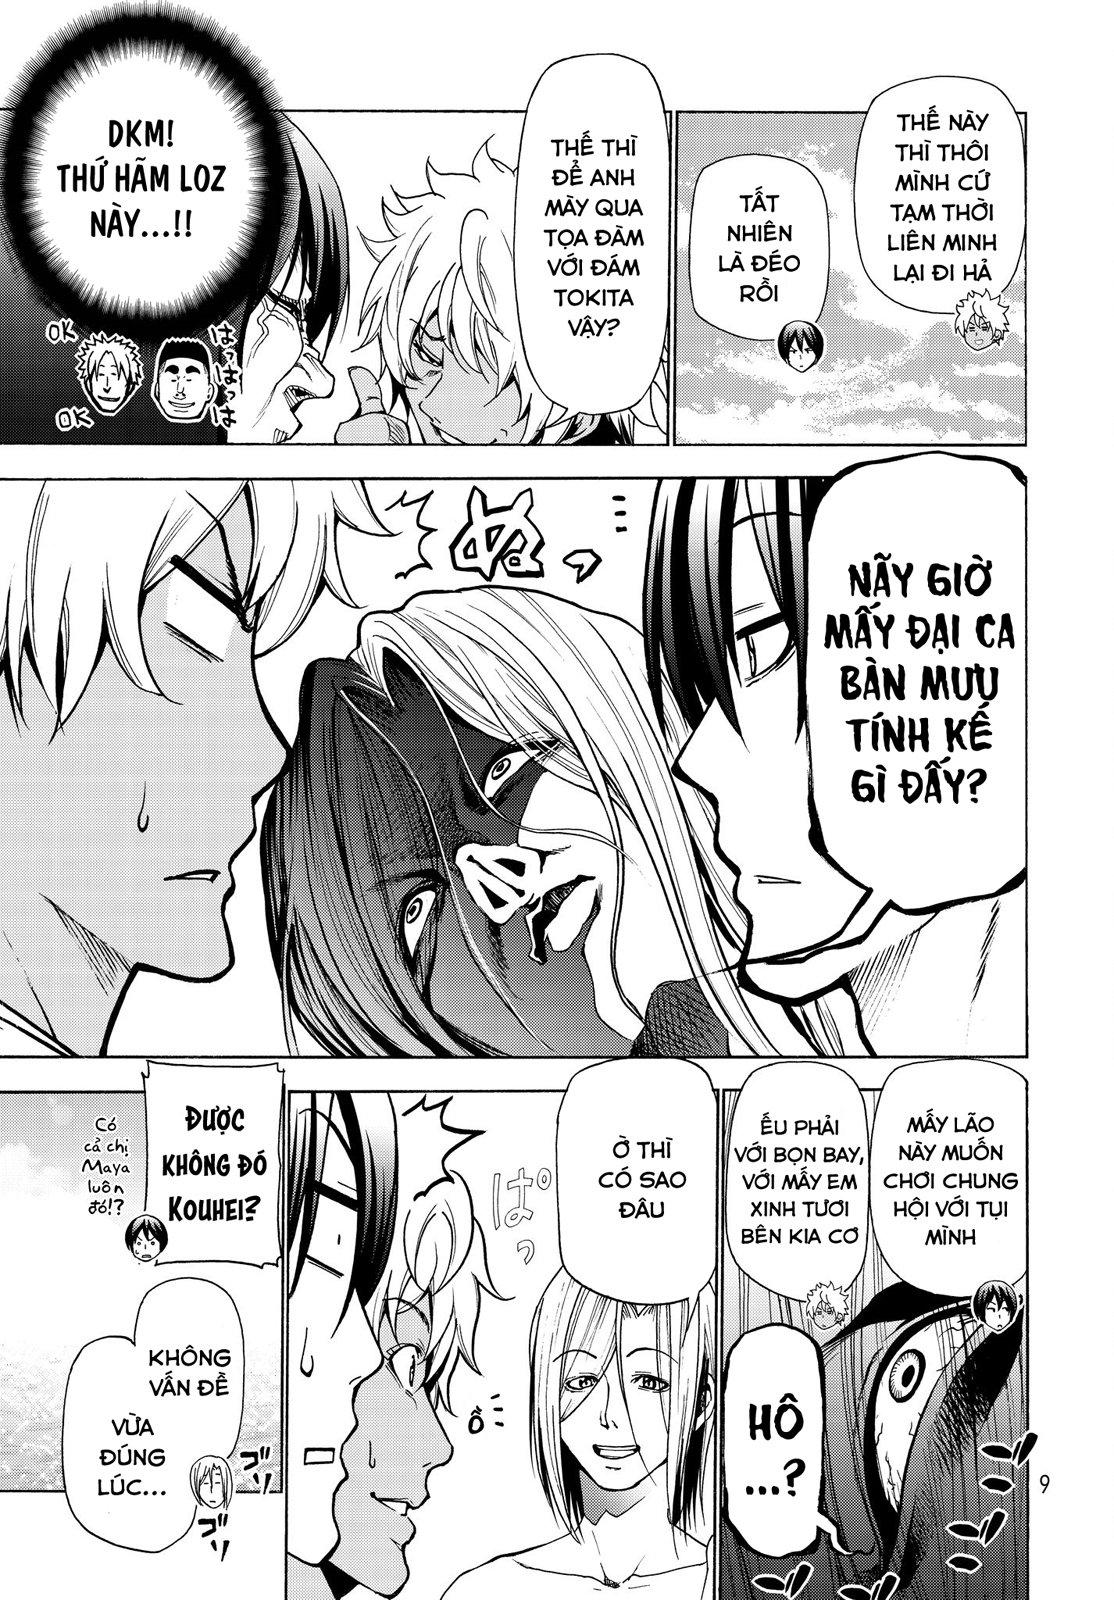 THẾ NÀY
THÌ THÔI
MÌNH CỨ
TẠM THỜI
LIÊN MINH
LẠI ĐI HẢ
TẤT
NHIÊN
LÀ ĐÉO
RỒI
THẾ THÌ
ĐỂ ANH
MÀY QUA
TỌA ĐÀM
VỚI ĐÁM
TOKITA
VẬY?
DKM!
THỨ HÃM LOZ
NÀY...!!
OK
OK
はっはっは
NÃY GIỜ
MẤY ĐẠI CA
BÀN MƯU
TÍNH KẾ
GÌ ĐẤY?
ぬっ
MẤY LÃO
NÀY MUỐN
CHƠI CHUNG
HỘI VỚI TỤI
MÌNH
ẾU PHẢI
VỚI BỌN BAY,
VỚI MẤY EM
XINH TƯƠI
BÊN KIA CƠ
HÔ
...?
Ở THÌ
CÓ SAO
ĐÂU
ぱっ
ồ
ĐƯỢC
KHÔNG ĐÓ
KOUHEI?
Có
cả chị
Maya
luôn
đó!?
KHÔNG
VẤN ĐỀ
VỪA
ĐÚNG
LÚC...
ゴソ
ゴソ
9